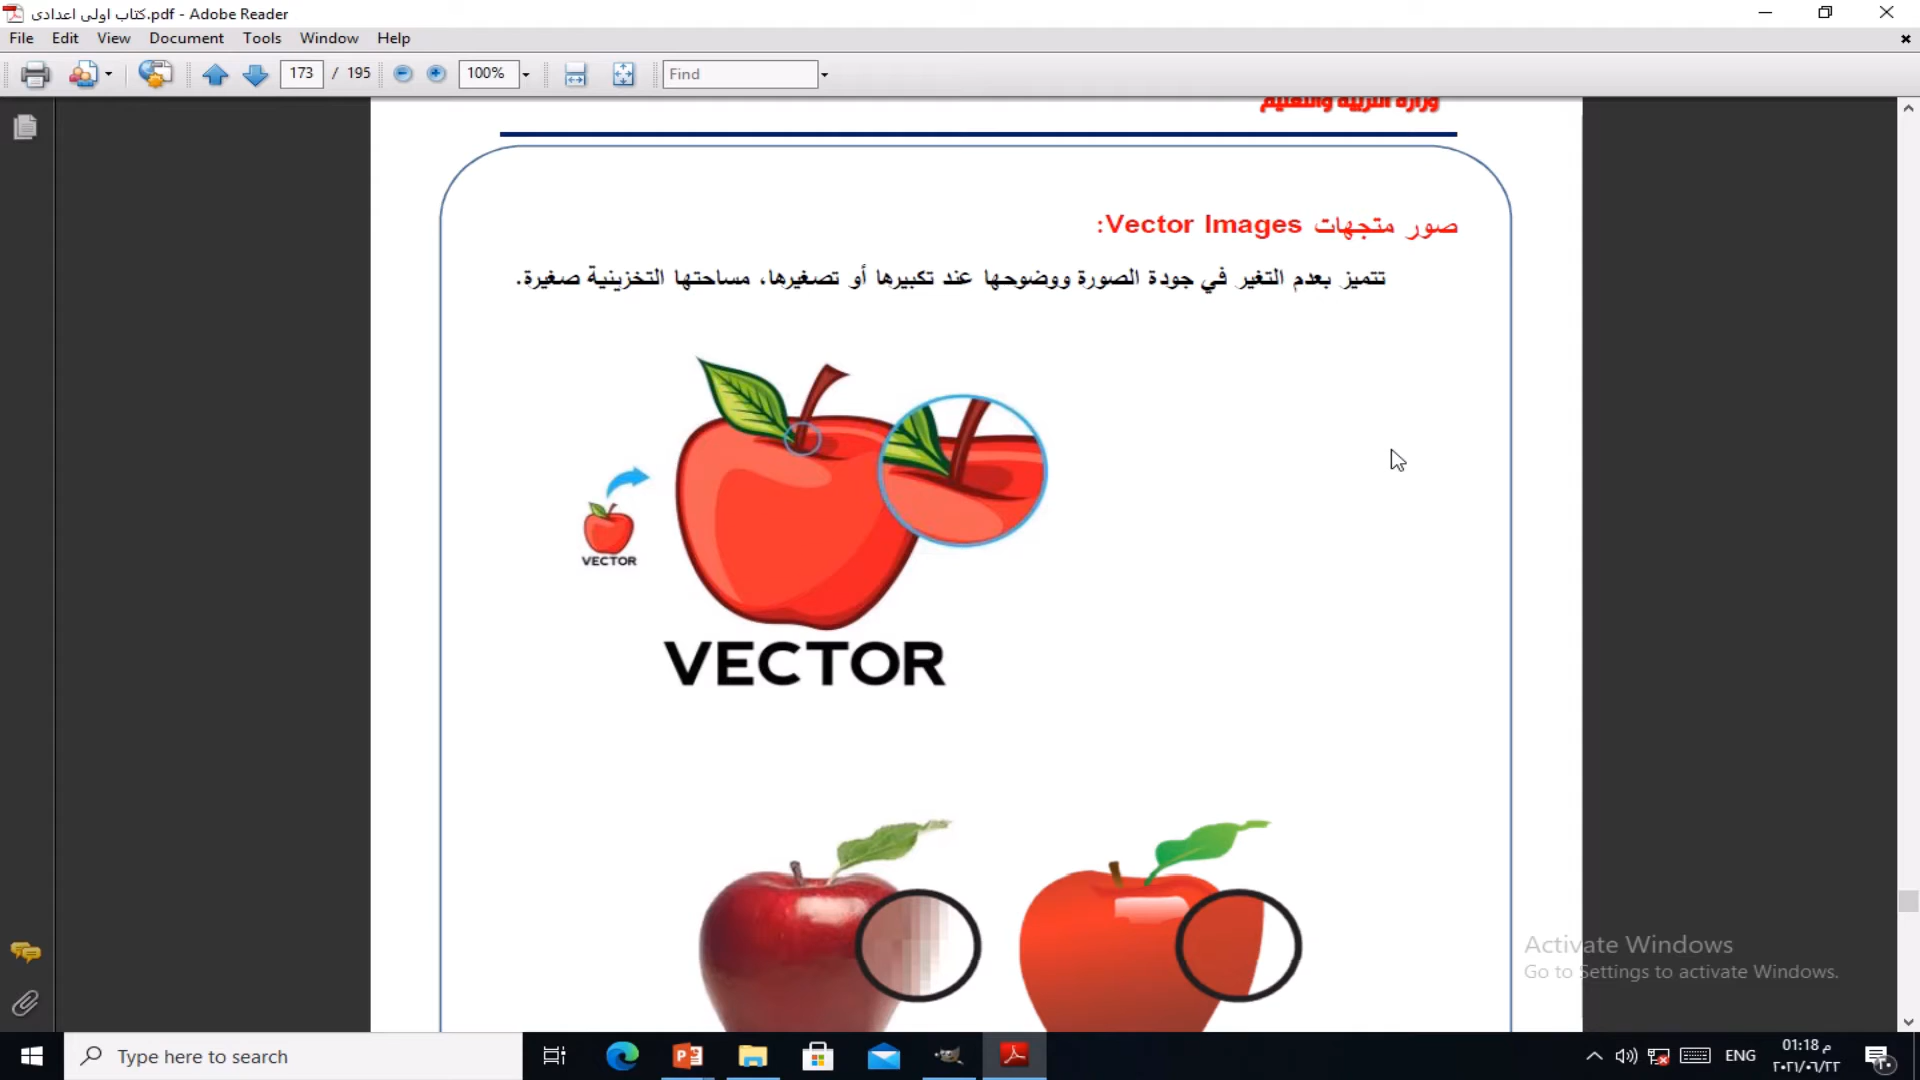 كتاب اولى اعدادى.pdf - Adobe Reader
File Edit View Document Tools Window Help
173 / 195 100% Find
وزارة التربية والتعليم
صور متجهات Vector Images:
تتميز بعدم التغير في جودة الصورة ووضوحها عند تكبيرها أو تصغيرها، مساحتها التخزينية صغيرة.
VECTOR
VECTOR
Activate Windows
Go to Settings to activate Windows.
Type here to search
ENG
01:18 م
٢٠٢١/٠٦/٢٢